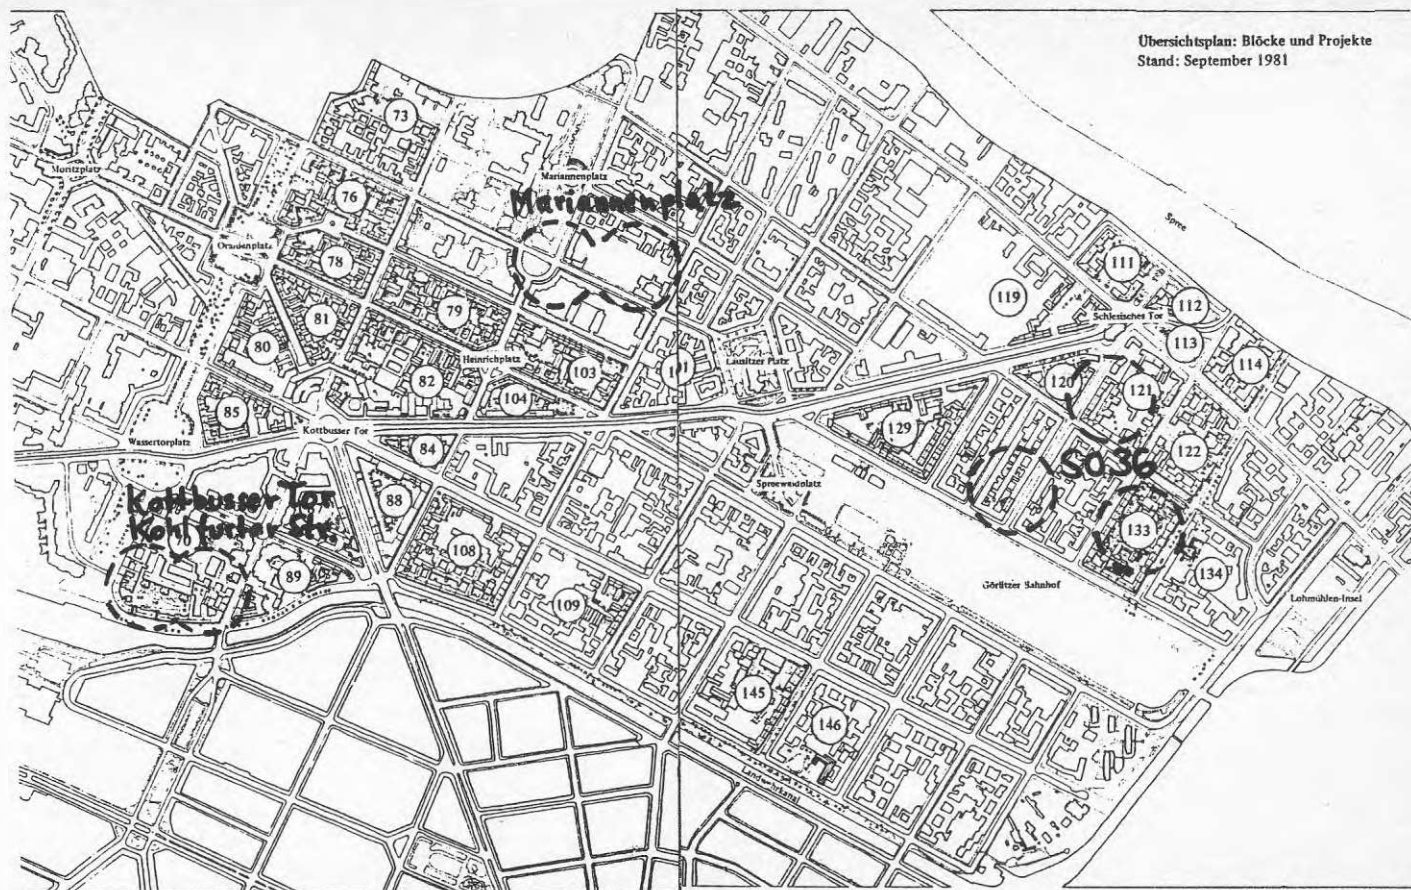 Übersichtsplan: Blöcke und Projekte
Stand: September 1981
73
Moritzplatz
Mariannenplatz
76
Mariannenplatz
Spree
Oranienplatz
78
111
119
112
79
81
Schlesisches Tor
113
80
Heinrichplatz
Lausitzer Platz
103
101
114
82
120
121
104
85
Kottbusser Tor
129
Wassertorplatz
84
122
SO36
Spreewaldplatz
Kottbusser Tor
88
Kohlfurter Str.
133
108
89
134
Görlitzer Bahnhof
Lohmühlen-Insel
109
145
146
Landwehrkanal